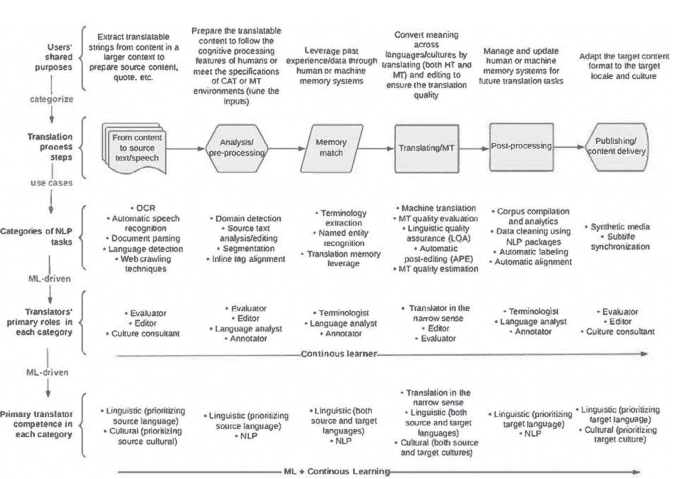 Users'
shared
purposes
Extract translatable
strings from content in a
larger context to
prepare source content,
quote. etc.
Prepare the translatable
content to follow the
cognitive processing
features of humans or
meet the specifications
of CAT or MT
environments (tune the
inputs)
Leverage past
experience/data through
human or machine
memory systems
Convert meaning
across
languages/cultures by
translating (both HT and
MT) and editing to
ensure the translation
quality
Manage and update
human or machine
memory systems for
future translation tasks
Adapt the target content
format to the target
locale and culture
categorize
Translation
process
steps
From content
to source
text/speech
Analysis/
pre-processing
Memory
match
Translating/MT
Post-processing
Publishing/
content delivery
use cases
Categories of NLP
tasks
• OCR
• Automatic speech
recognition
• Document parsing
• Language detection
• Web crawling
techniques
• Domain detection
• Source text
analysis/editing
• Segmentation
• Inline tag alignment
• Terminology
extraction
• Named entity
recognition
• Translation memory
leverage
• Machine translation
• MT quality evaluation
• Linguistic quality
assurance (LQA)
• Automatic
post-editing (APE)
• MT quality estimation
• Corpus compilation
and analytics
• Data cleaning using
NLP packages
• Automatic labeling
• Automatic alignment
• Synthetic media
• Subtitle
synchronization
ML-driven
Translators'
primary roles in
each category
• Evaluator
• Editor
• Culture consultant
• Evaluator
• Editor
• Language analyst
• Annotator
• Terminologist
• Language analyst
• Annotator
• Translator in the
narrow sense
• Editor
• Evaluator
• Terminologist
• Language analyst
• Annotator
• Evaluator
• Editor
• Culture consultant
Continous learner
ML-driven
Primary translator
competence in
each category
• Linguistic (prioritizing
source language)
• Cultural (prioritizing
source cultural)
• Linguistic (prioritizing
source language)
• NLP
• Linguistic (both
source and target
languages)
• NLP
• Translation in the
narrow sense
• Linguistic (both
source and target
languages)
• Cultural (both source
and target cultures)
• Linguistic (prioritizing
target language)
• NLP
• Linguistic (prioritizing
target language)
• Cultural (prioritizing
target culture)
ML + Continous Learning